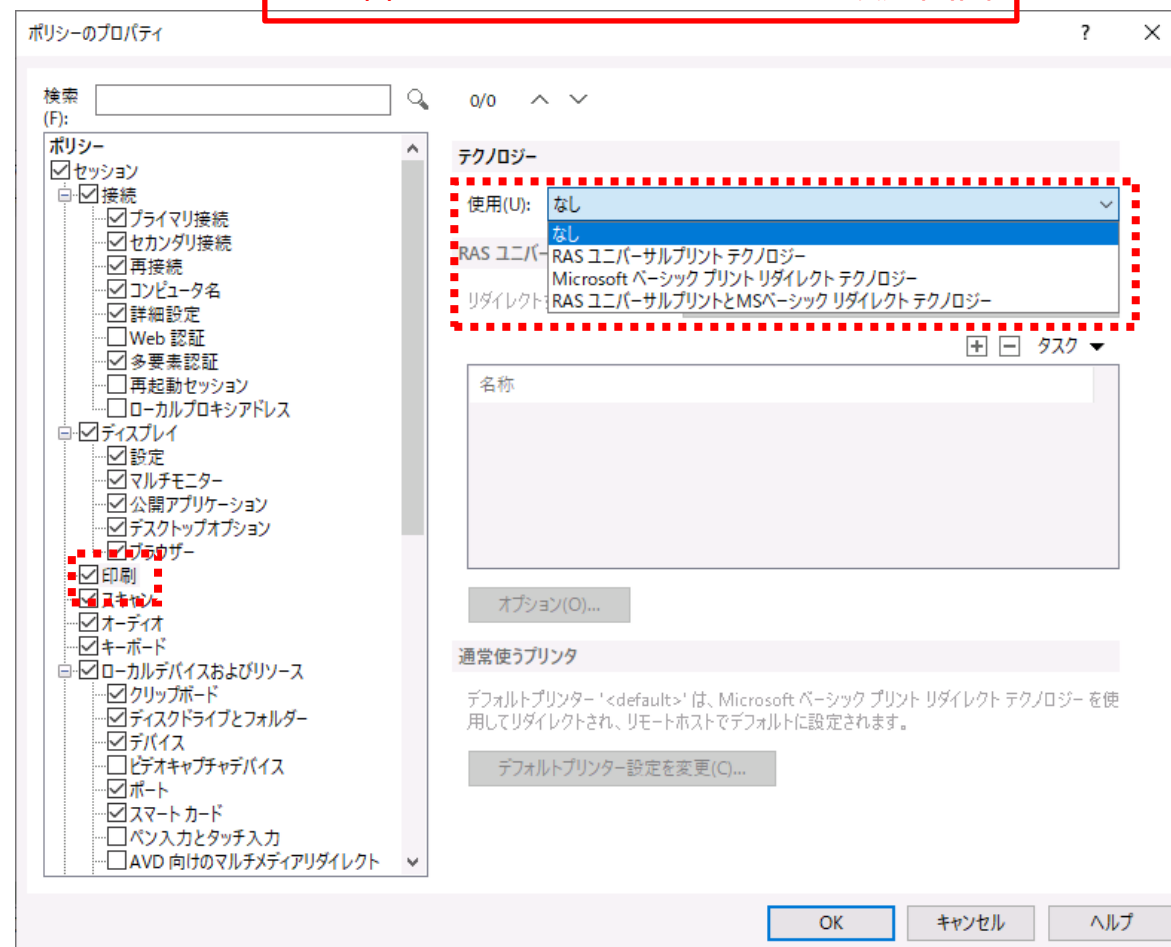 ポリシーのプロパティ
?
検索
(F):
0/0
ポリシー
セッション
接続
プライマリ接続
セカンダリ接続
再接続
コンピュータ名
詳細設定
Web 認証
多要素認証
再起動セッション
ローカルプロキシアドレス
ディスプレイ
設定
マルチモニター
公開アプリケーション
デスクトップオプション
ブラウザー
印刷
スキャン
オーディオ
キーボード
ローカルデバイスおよびリソース
クリップボード
ディスクドライブとフォルダー
デバイス
ビデオキャプチャデバイス
ポート
スマート カード
ペン入力とタッチ入力
AVD 向けのマルチメディアリダイレクト
テクノロジー
使用(U): なし
なし
RAS ユニバーサルプリント テクノロジー
Microsoft ベーシック プリント リダイレクト テクノロジー
RAS ユニバーサルプリントとMSベーシック リダイレクト テクノロジー
RAS ユニバー
リダイレクト
タスク
名称
オプション(O)...
通常使うプリンタ
デフォルトプリンター '<default>' は、Microsoft ベーシック プリント リダイレクト テクノロジー を使
用してリダイレクトされ、リモートホストでデフォルトに設定されます。
デフォルトプリンター設定を変更(C)...
OK
キャンセル
ヘルプ